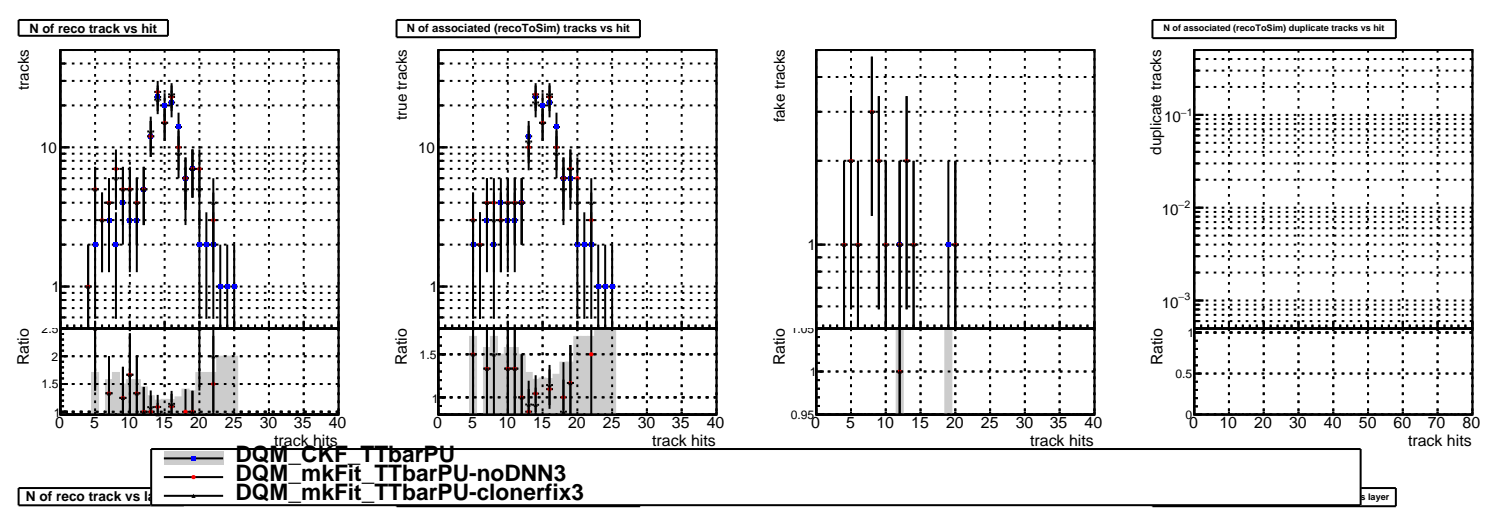 N of reco track vs hit
N of associated (recoToSim) tracks vs hit
N of associated (recoToSim) duplicate tracks vs hit
tracks
10
1
Ratio
2.5
2
1.5
1
0 5 10 15 20 25 30 35 40
track hits
true tracks
10
1
Ratio
1.5
1
0 5 10 15 20 25 30 35 40
track hits
fake tracks
1
Ratio
1.05
1
0.95
0 5 10 15 20 25 30 35 40
track hits
duplicate tracks
10−1
10−2
10−3
Ratio
1
0.5
0
0 10 20 30 40 50 60 70 80
track hits
DQM_CKF_TTbarPU
DQM_mkFit_TTbarPU-noDNN3
DQM_mkFit_TTbarPU-clonerfix3
N of reco track vs la
s layer